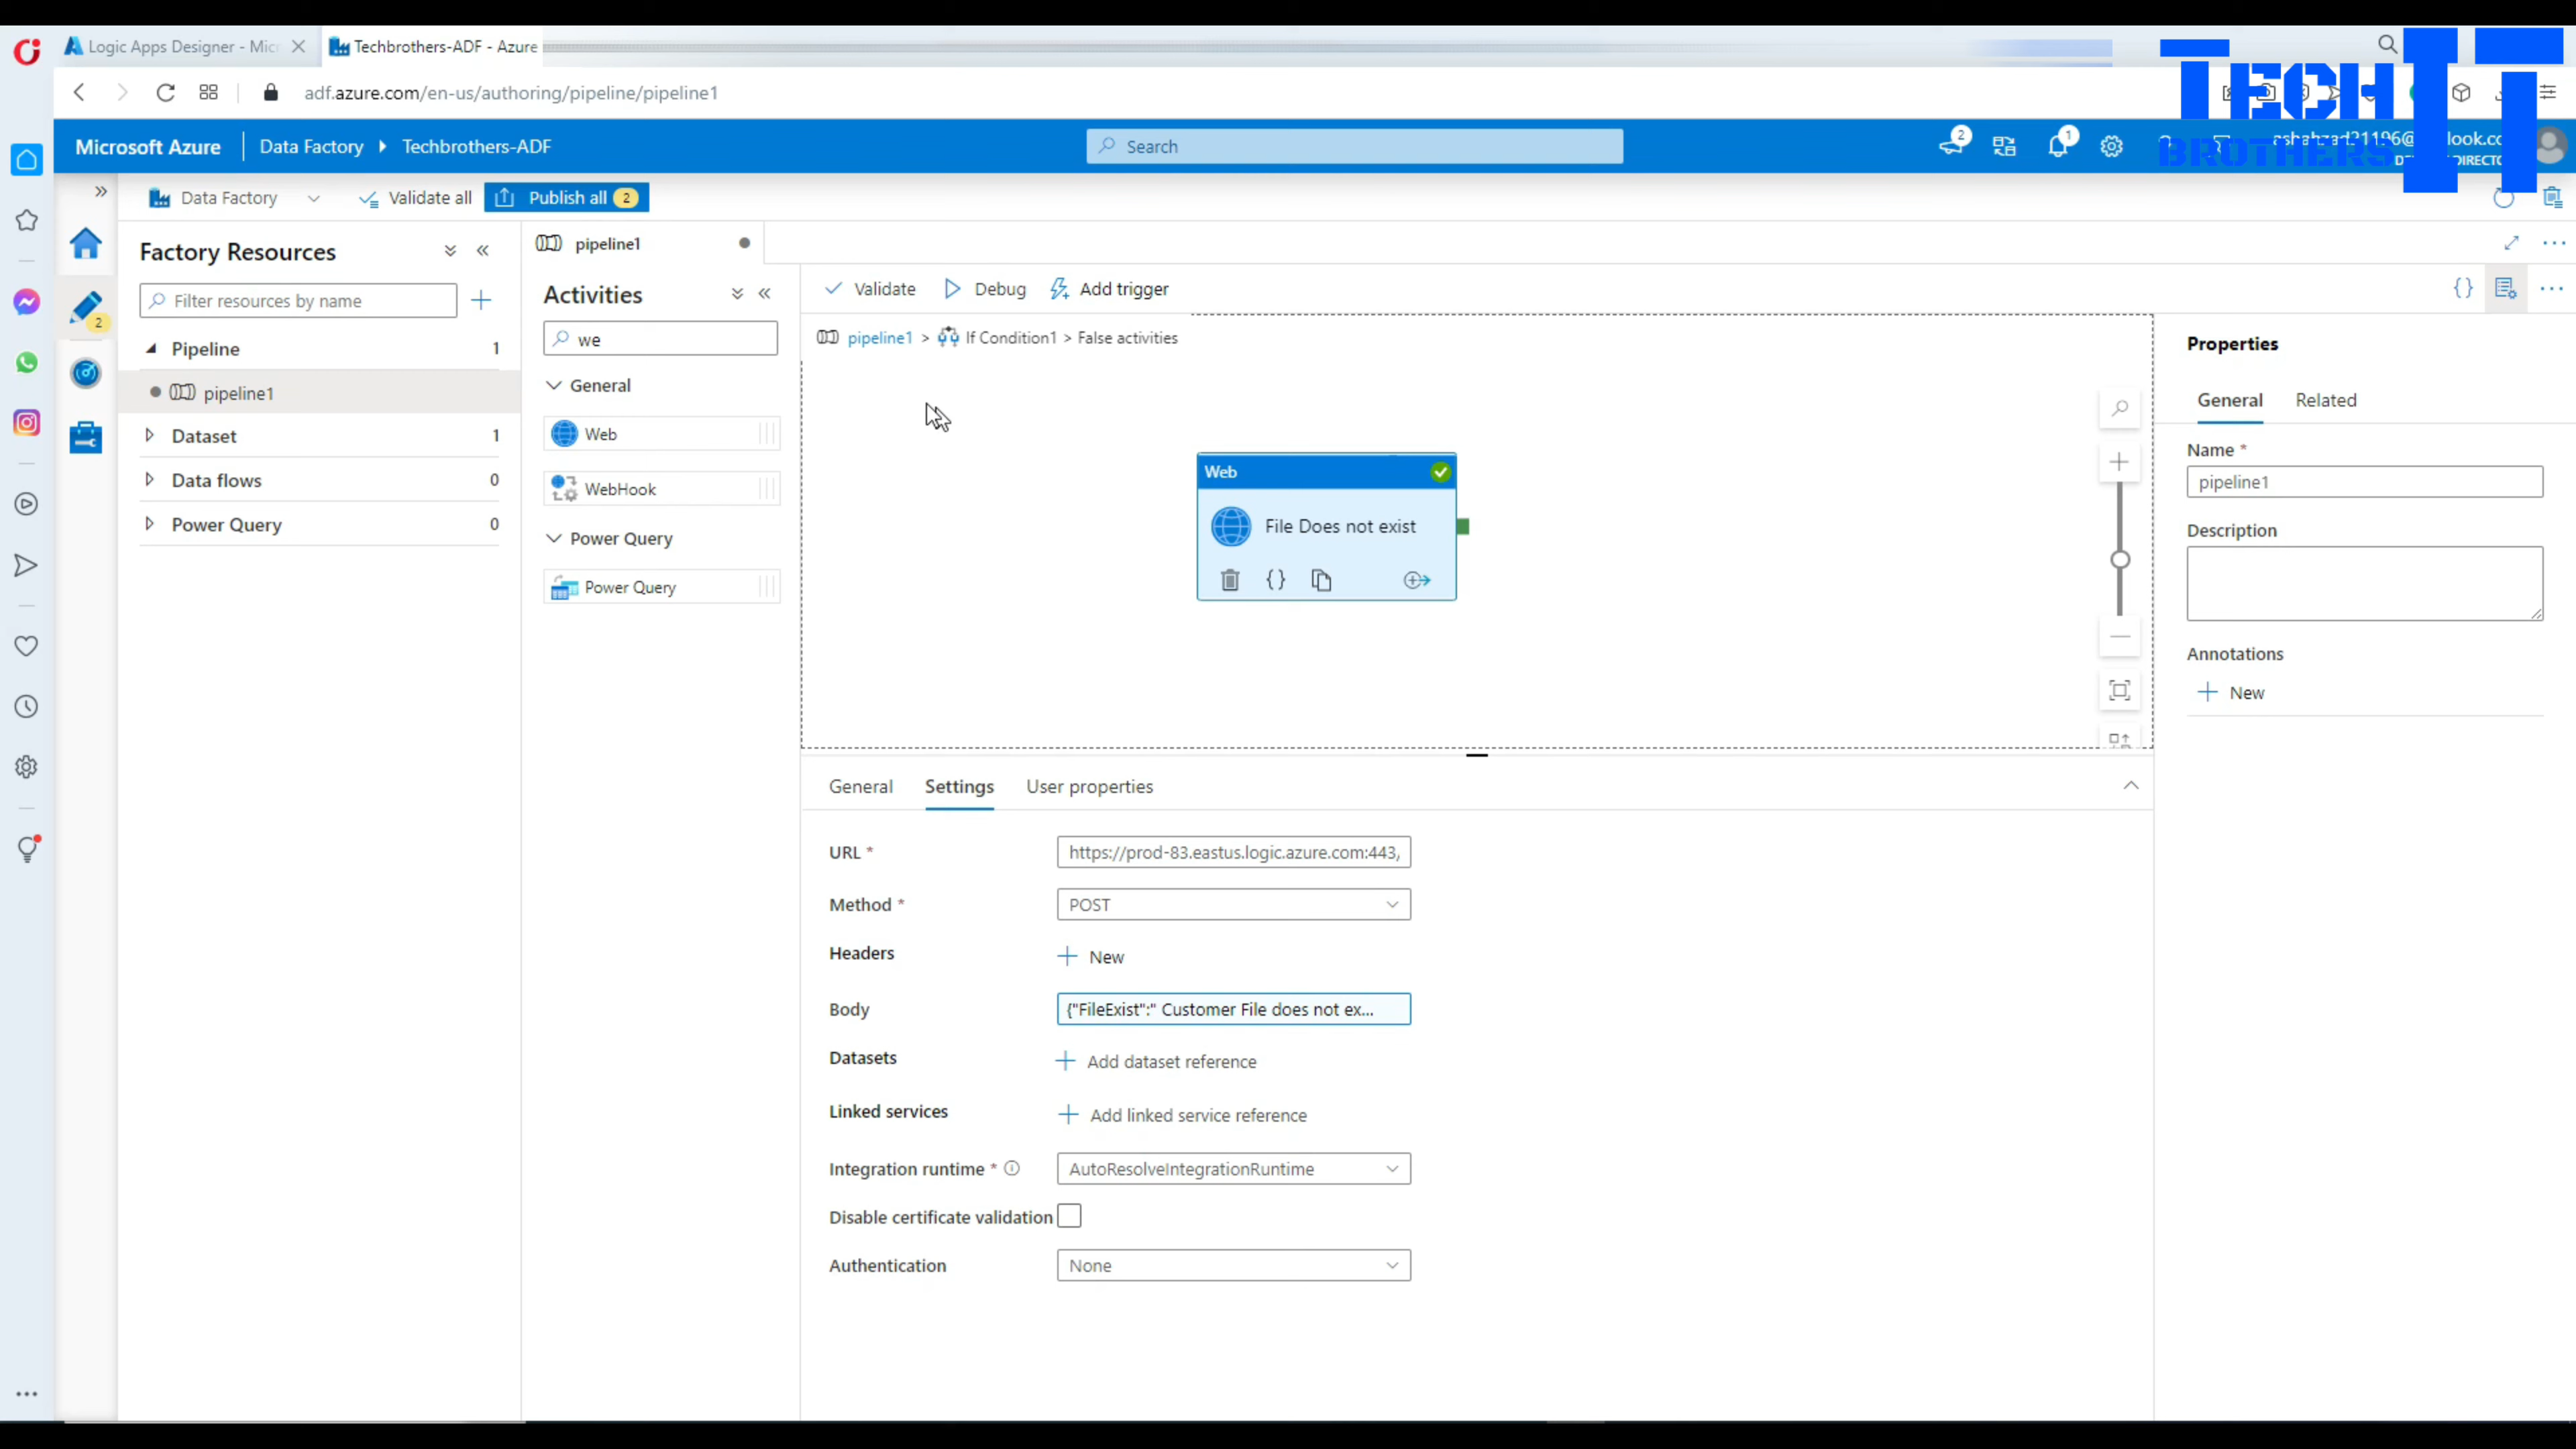 Logic Apps Designer - Mic
Techbrothers-ADF - Azure
adf.azure.com/en-us/authoring/pipeline/pipeline1
TECH IT
BROTHERS
Microsoft Azure
Data Factory
Techbrothers-ADF
Search
2
1
Data Factory
Validate all
Publish all 2
Factory Resources
Filter resources by name
2
Pipeline 1
pipeline1
Dataset 1
Data flows 0
Power Query 0
pipeline1
Activities
we
General
Web
WebHook
Power Query
Power Query
Validate
Debug
Add trigger
pipeline1 > If Condition1 > False activities
Web
File Does not exist
General
Settings
User properties
URL *
https://prod-83.eastus.logic.azure.com:443,
Method *
POST
Headers
New
Body
{"FileExist":" Customer File does not ex...
Datasets
Add dataset reference
Linked services
Add linked service reference
Integration runtime *
AutoResolveIntegrationRuntime
Disable certificate validation
Authentication
None
Properties
General
Related
Name *
pipeline1
Description
Annotations
New